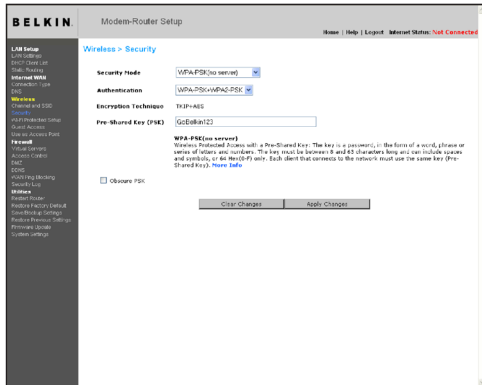 BELKIN
Modem-Router Setup
Home | Help | Logout Internet Status: Not Connected
LAN Setup
LAN Settings
DHCP Client List
Static Routing
Internet WAN
Connection Type
DNS
Wireless
Channel and SSID
Security
Wi-Fi Protected Setup
Guest Access
Use as Access Point
Firewall
Virtual Servers
Access Control
DMZ
DDNS
WAN Ping Blocking
Security Log
Utilities
Restart Router
Restore Factory Default
Save/Backup Settings
Restore Previous Settings
Firmware Update
System Settings
Wireless > Security
Security Mode WPA-PSK(no server)
Authentication WPA-PSK+WPA2-PSK
Encryption Technique TKIP+AES
Pre-Shared Key (PSK) GoBelkin123
WPA-PSK(no server)
Wireless Protected Access with a Pre-Shared Key: The key is a password, in the form of a word, phrase or
series of letters and numbers. The key must be between 8 and 63 characters long and can include spaces
and symbols, or 64 Hex(0-F) only. Each client that connects to the network must use the same key (Pre-
Shared Key). More Info
Obscure PSK
Clear Changes Apply Changes